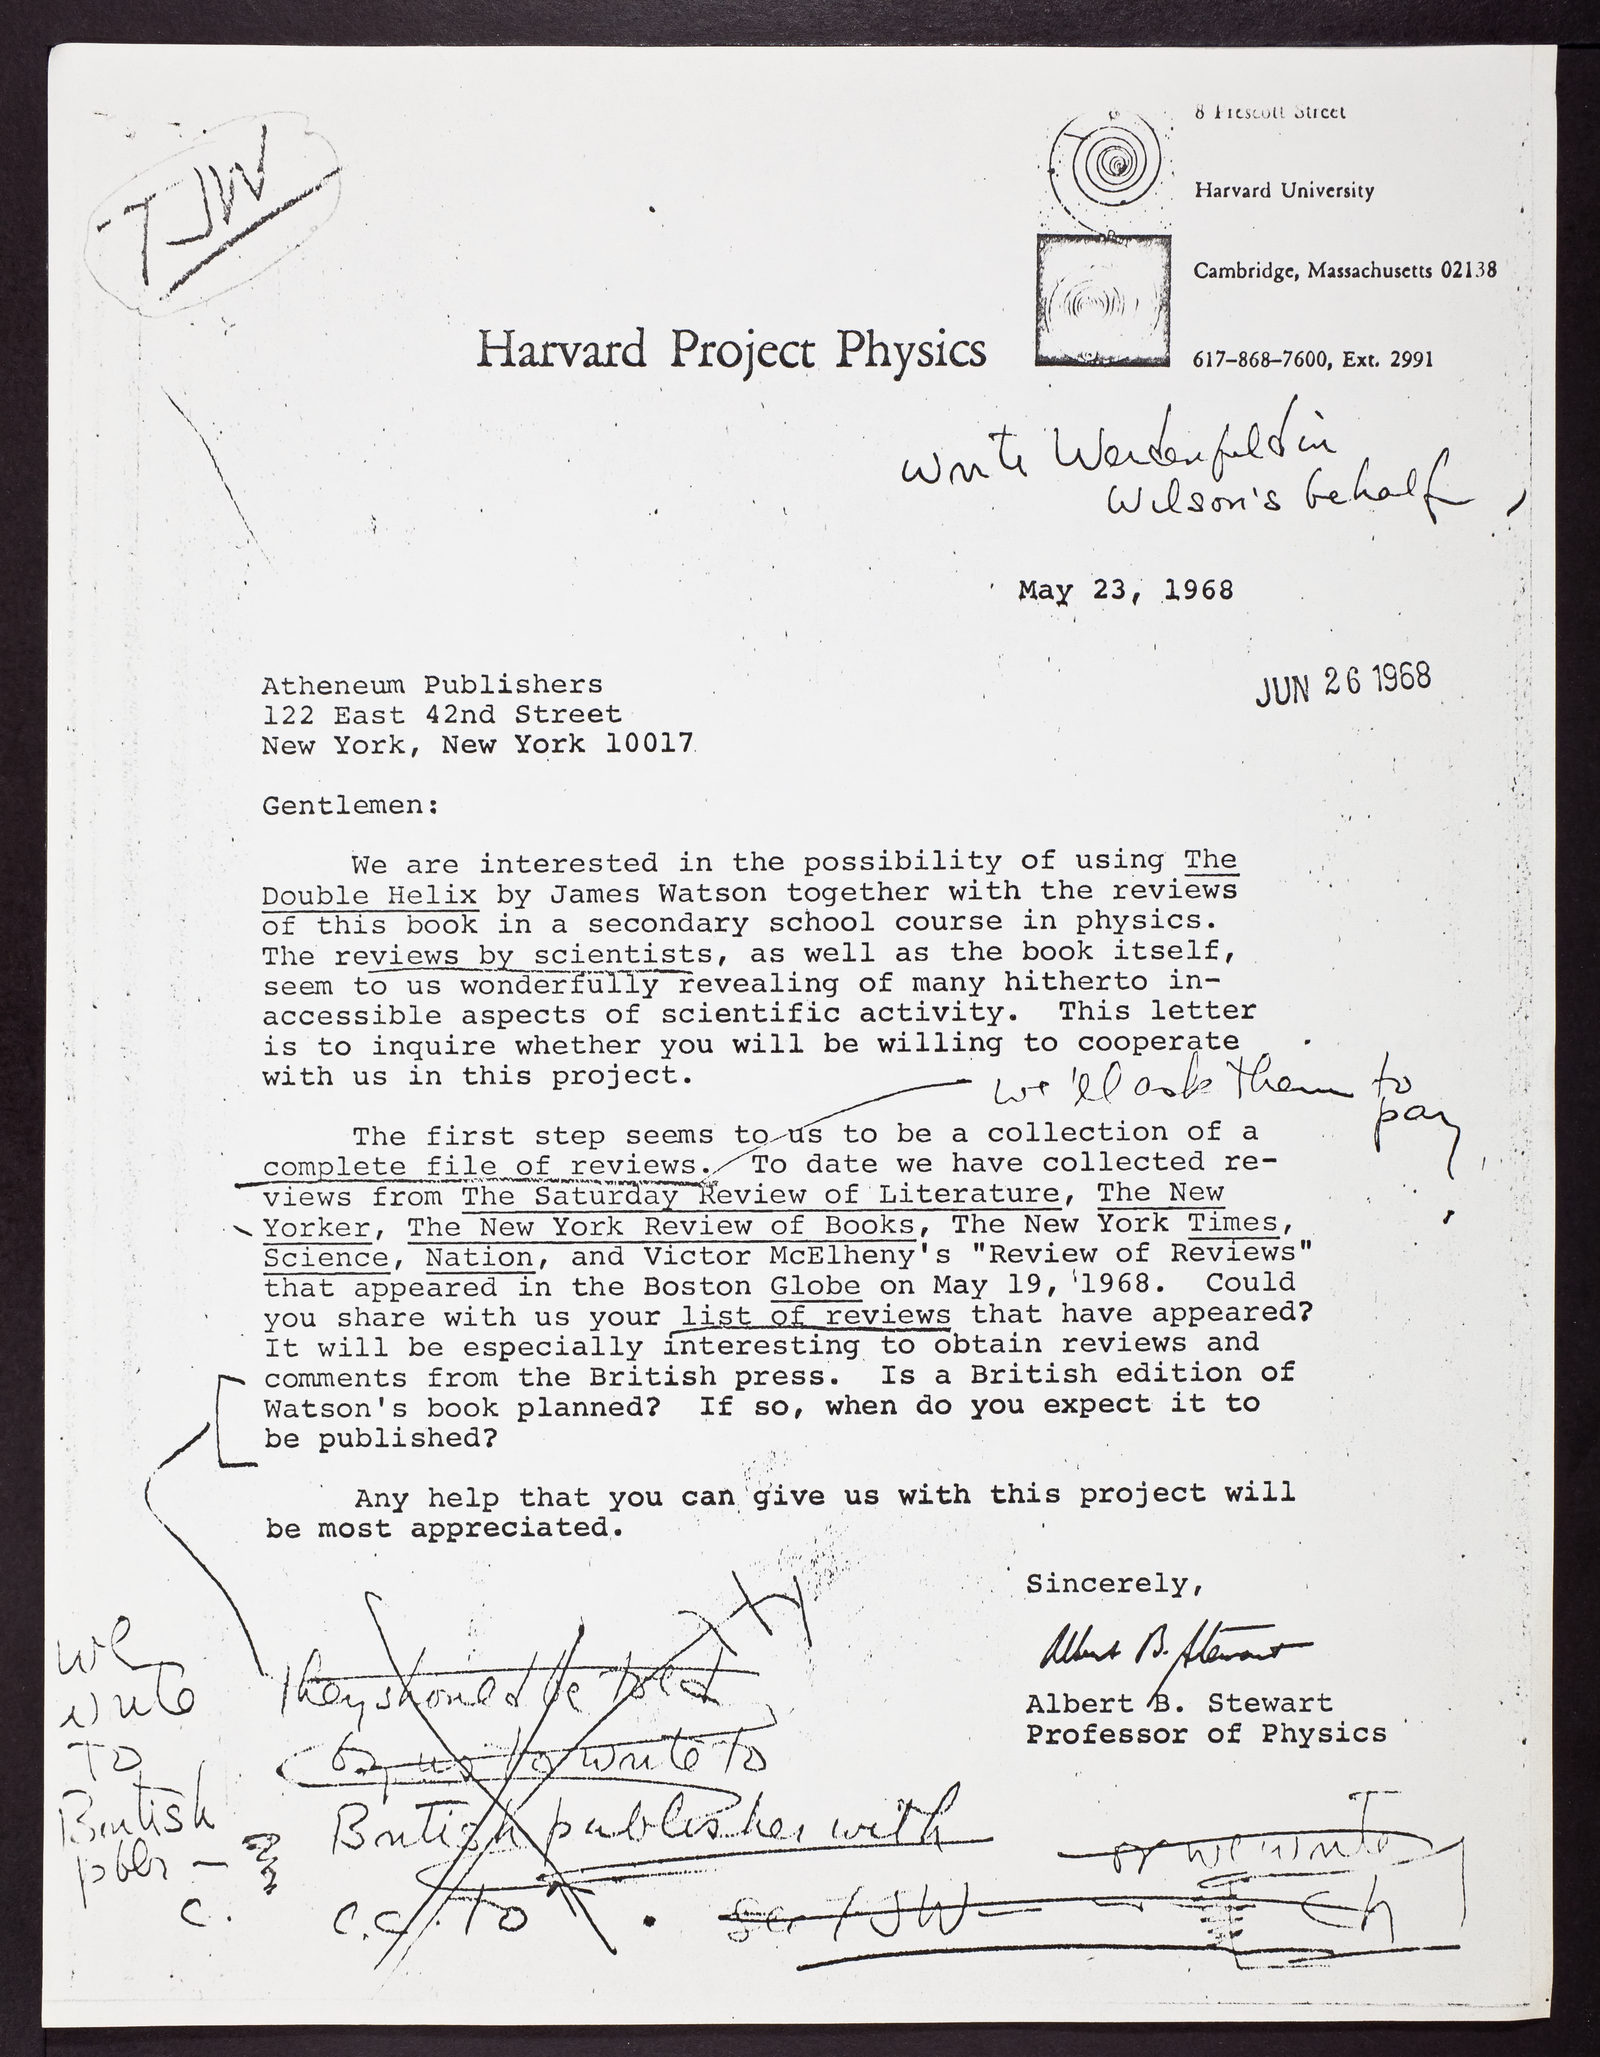 TJW
8 Prescott Street
Harvard University
Cambridge, Massachusetts 02138
Harvard Project Physics
617-868-7600, Ext. 2991
write Weidenfeld in
Wilson's behalf
May 23, 1968
JUN 26 1968
Atheneum Publishers
122 East 42nd Street
New York, New York 10017
Gentlemen:
We are interested in the possibility of using The
Double Helix by James Watson together with the reviews
of this book in a secondary school course in physics.
The reviews by scientists, as well as the book itself,
seem to us wonderfully revealing of many hitherto in-
accessible aspects of scientific activity. This letter
is to inquire whether you will be willing to cooperate
with us in this project.
we'll ask them to
pay
The first step seems to us to be a collection of a
complete file of reviews. To date we have collected re-
views from The Saturday Review of Literature, The New
Yorker, The New York Review of Books, The New York Times,
Science, Nation, and Victor McElheny's "Review of Reviews"
that appeared in the Boston Globe on May 19, 1968. Could
you share with us your list of reviews that have appeared?
It will be especially interesting to obtain reviews and
comments from the British press. Is a British edition of
Watson's book planned? If so, when do you expect it to
be published?
Any help that you can give us with this project will
be most appreciated.
Sincerely,
Albert B. Stewart
Albert B. Stewart
Professor of Physics
we
write
to
British
pblr -
c.
they should be told
by us to write to
British publisher with
c.c. to
or we write
TJW
Ch